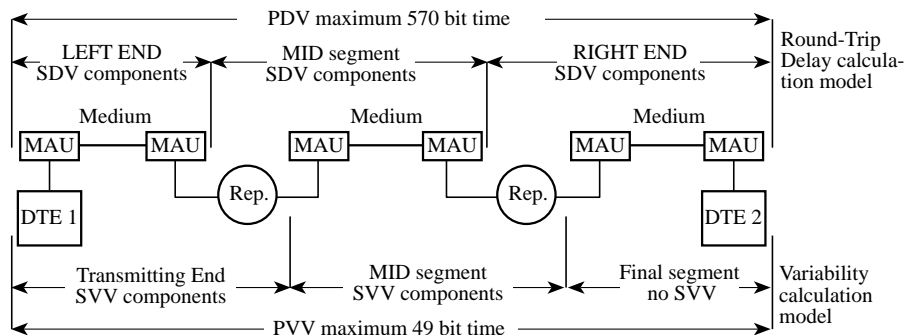 PDV maximum 570 bit time
LEFT END
SDV components
MID segment
SDV components
RIGHT END
SDV components
Round-Trip
Delay calcula-
tion model
Medium
Medium
Medium
MAU
MAU
MAU
MAU
MAU
MAU
Rep.
Rep.
DTE 1
DTE 2
Transmitting End
SVV components
MID segment
SVV components
Final segment
no SVV
Variability
calculation
model
PVV maximum 49 bit time